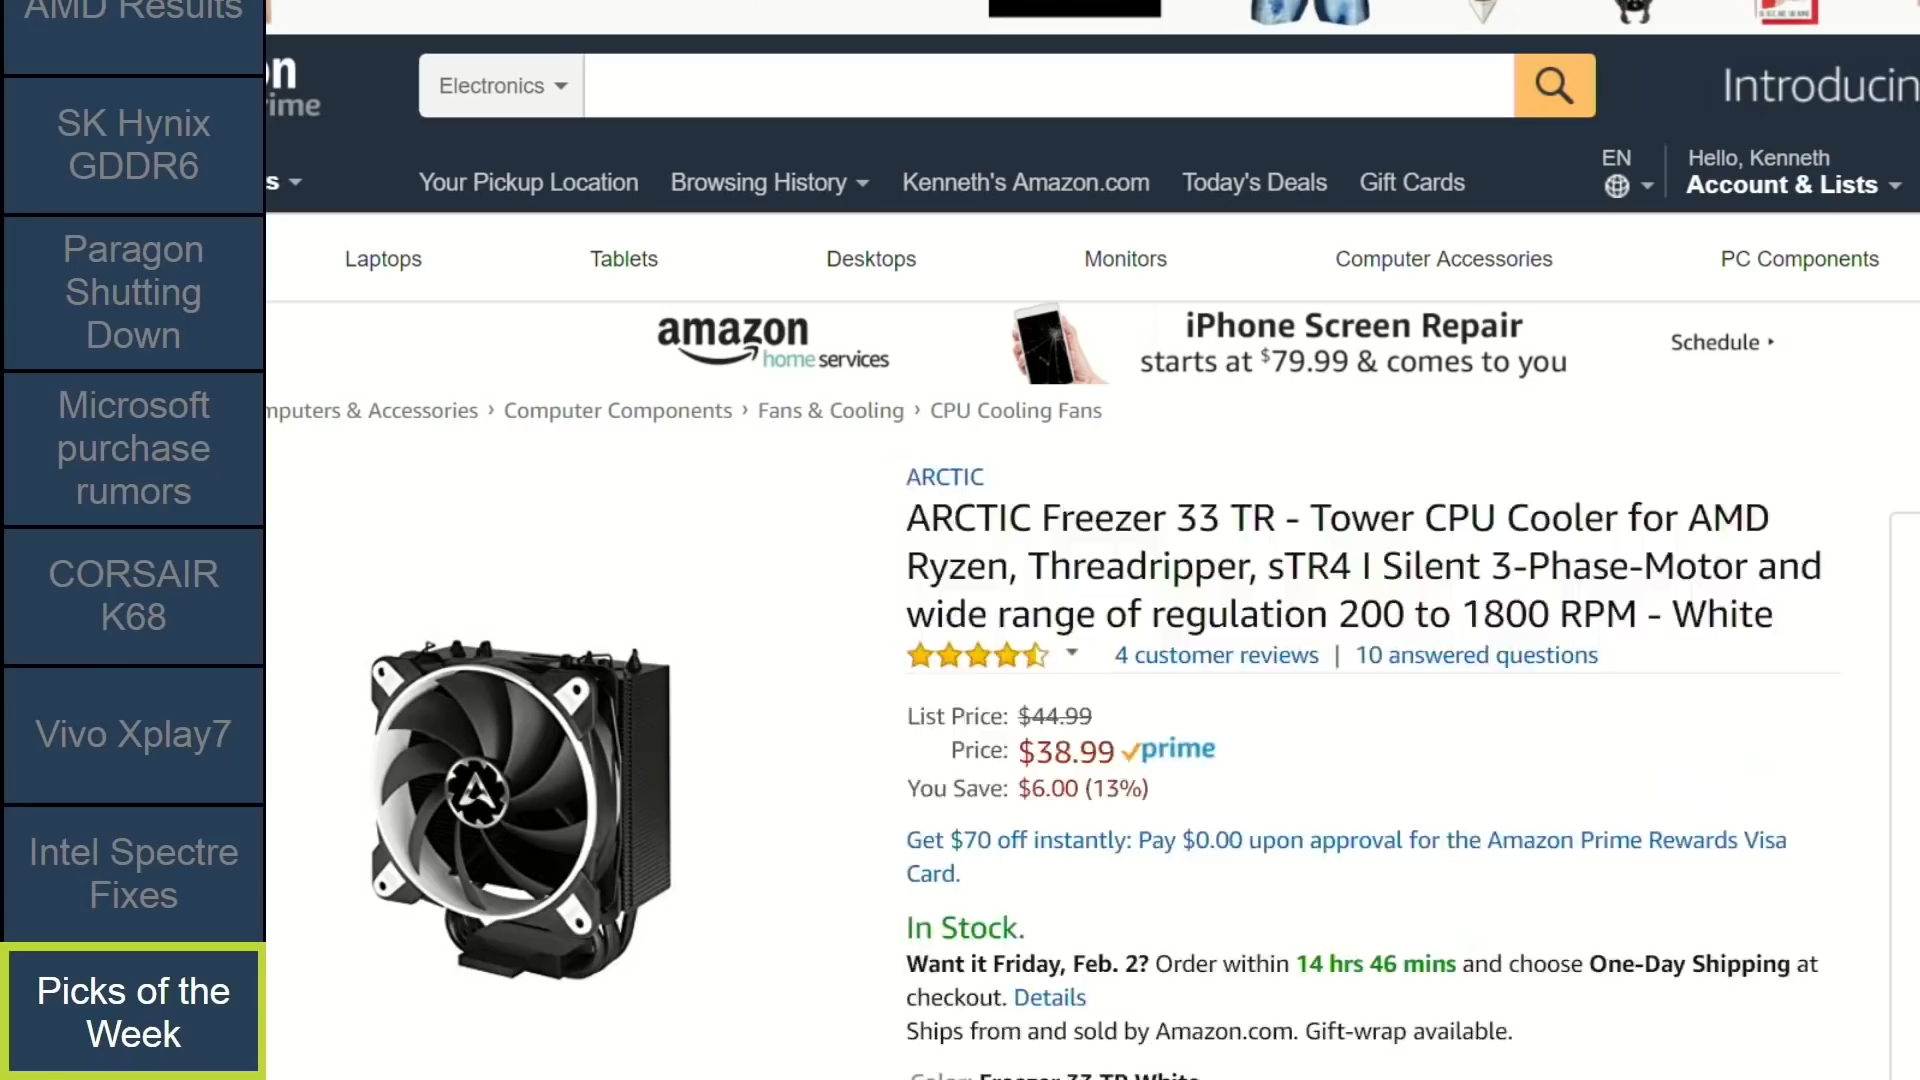 AMD Results
SK Hynix
GDDR6
Paragon
Shutting
Down
Microsoft
purchase
rumors
CORSAIR
K68
Vivo Xplay7
Intel Spectre
Fixes
Picks of the
Week
Electronics
Introducin
Your Pickup Location Browsing History Kenneth's Amazon.com Today's Deals Gift Cards
EN
Hello, Kenneth
Account & Lists
Laptops Tablets Desktops Monitors Computer Accessories PC Components
amazon
home services
iPhone Screen Repair
starts at $79.99 & comes to you
Schedule ‣
mputers & Accessories › Computer Components › Fans & Cooling › CPU Cooling Fans
ARCTIC
ARCTIC Freezer 33 TR - Tower CPU Cooler for AMD
Ryzen, Threadripper, sTR4 I Silent 3-Phase-Motor and
wide range of regulation 200 to 1800 RPM - White
4 customer reviews | 10 answered questions
List Price: $44.99
Price: $38.99 prime
You Save: $6.00 (13%)
Get $70 off instantly: Pay $0.00 upon approval for the Amazon Prime Rewards Visa
Card.
In Stock.
Want it Friday, Feb. 2? Order within 14 hrs 46 mins and choose One-Day Shipping at
checkout. Details
Ships from and sold by Amazon.com. Gift-wrap available.
Color: Freezer 33 TR White